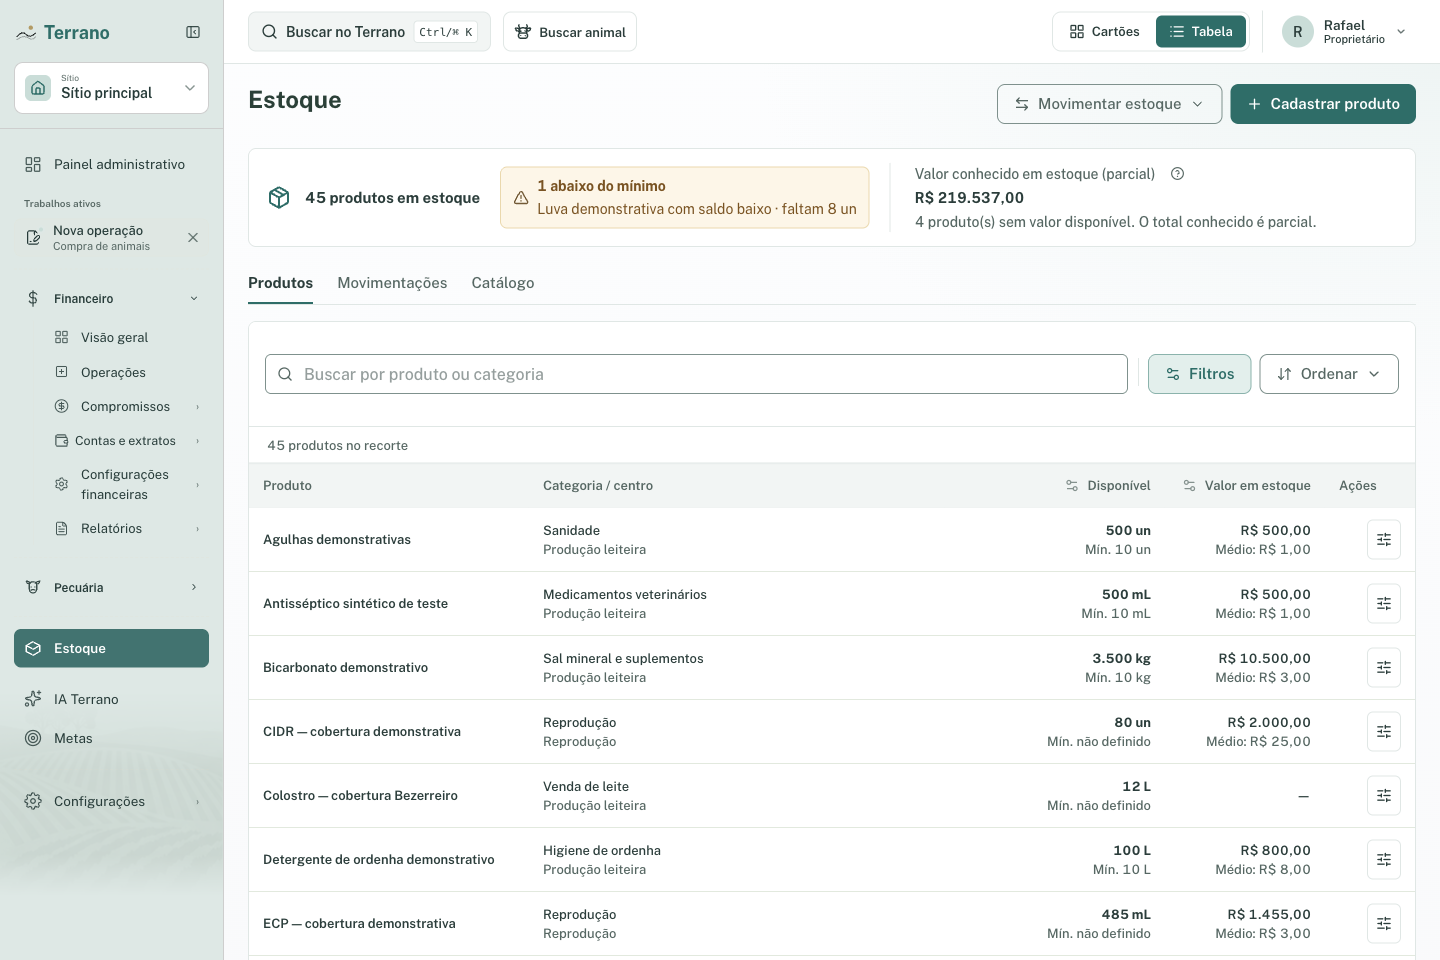 Terrano
Sítio
Sítio principal
Painel administrativo
Trabalhos ativos
Nova operação
Compra de animais
Financeiro
Visão geral
Operações
Compromissos
Contas e extratos
Configurações
financeiras
Relatórios
Pecuária
Estoque
IA Terrano
Metas
Configurações
Buscar no Terrano Ctrl/⌘ K
Buscar animal
Cartões
Tabela
R
Rafael
Proprietário
Estoque
Movimentar estoque
Cadastrar produto
45 produtos em estoque
1 abaixo do mínimo
Luva demonstrativa com saldo baixo · faltam 8 un
Valor conhecido em estoque (parcial)
R$ 219.537,00
4 produto(s) sem valor disponível. O total conhecido é parcial.
Produtos Movimentações Catálogo
Buscar por produto ou categoria
Filtros
Ordenar
45 produtos no recorte
Produto Categoria / centro Disponível Valor em estoque Ações
Agulhas demonstrativas
Sanidade
Produção leiteira
500 un
Mín. 10 un
R$ 500,00
Médio: R$ 1,00
Antisséptico sintético de teste
Medicamentos veterinários
Produção leiteira
500 mL
Mín. 10 mL
R$ 500,00
Médio: R$ 1,00
Bicarbonato demonstrativo
Sal mineral e suplementos
Produção leiteira
3.500 kg
Mín. 10 kg
R$ 10.500,00
Médio: R$ 3,00
CIDR — cobertura demonstrativa
Reprodução
Reprodução
80 un
Mín. não definido
R$ 2.000,00
Médio: R$ 25,00
Colostro — cobertura Bezerreiro
Venda de leite
Produção leiteira
12 L
Mín. não definido
—
Detergente de ordenha demonstrativo
Higiene de ordenha
Produção leiteira
100 L
Mín. 10 L
R$ 800,00
Médio: R$ 8,00
ECP — cobertura demonstrativa
Reprodução
Reprodução
485 mL
Mín. não definido
R$ 1.455,00
Médio: R$ 3,00